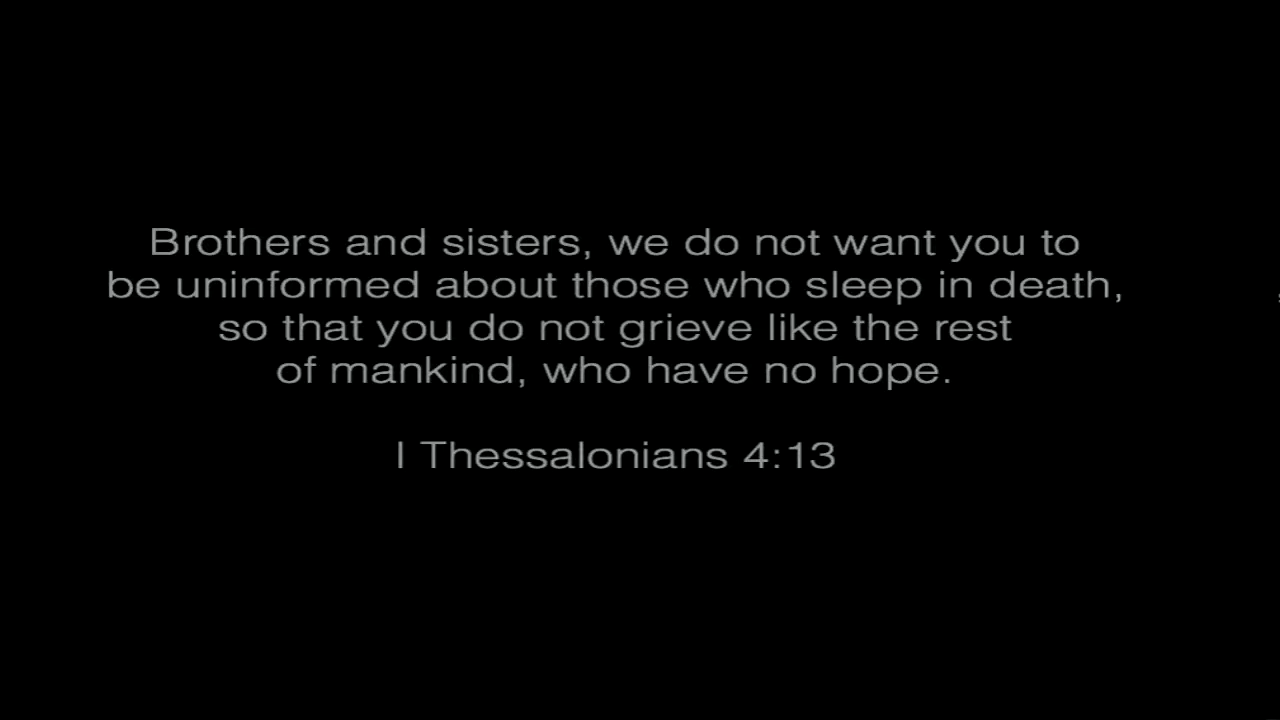 Brothers and sisters, we do not want you to
be uninformed about those who sleep in death,
so that you do not grieve like the rest
of mankind, who have no hope.
I Thessalonians 4:13